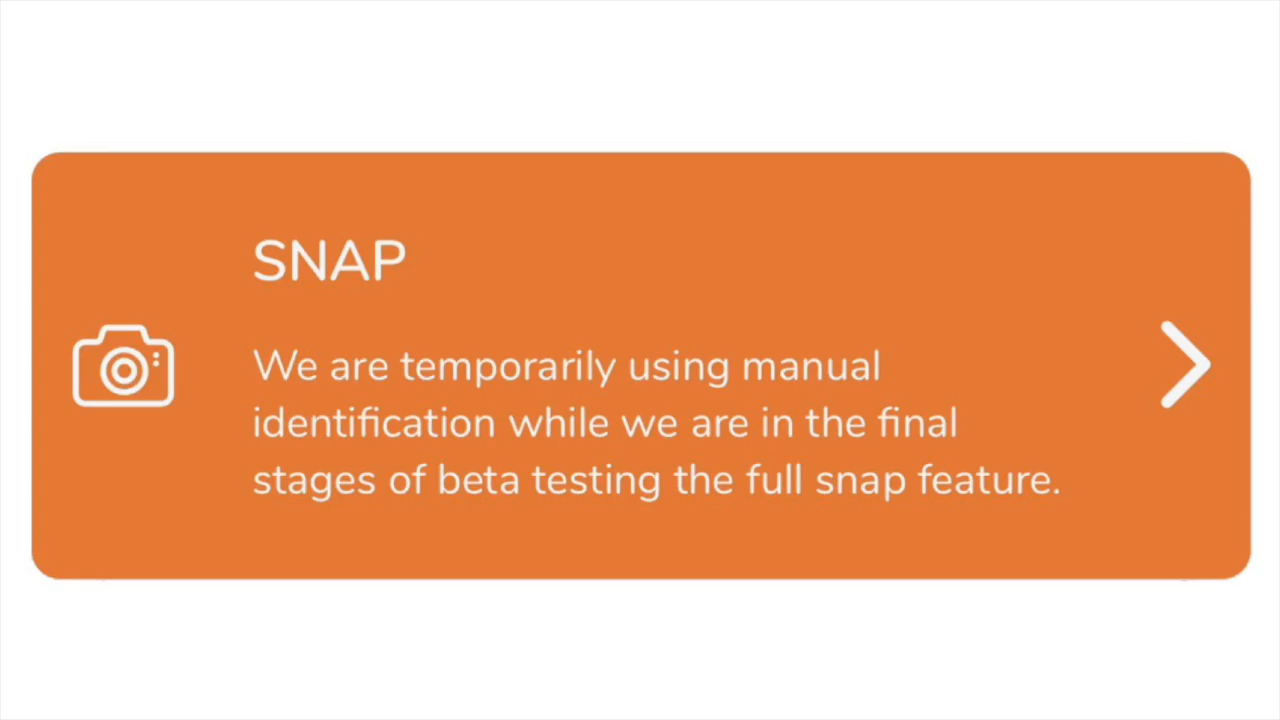 SNAP
We are temporarily using manual
identification while we are in the final
stages of beta testing the full snap feature.